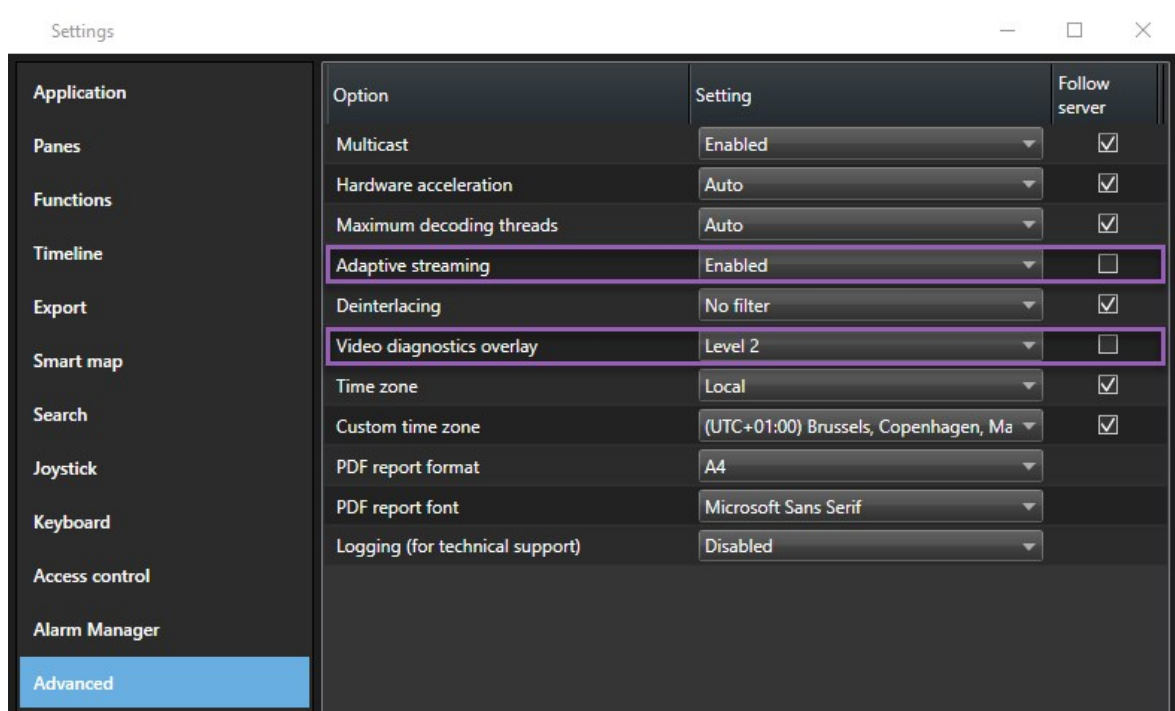 Settings
Application
Panes
Functions
Timeline
Export
Smart map
Search
Joystick
Keyboard
Access control
Alarm Manager
Advanced
Option Setting Follow server
Multicast Enabled
Hardware acceleration Auto
Maximum decoding threads Auto
Adaptive streaming Enabled
Deinterlacing No filter
Video diagnostics overlay Level 2
Time zone Local
Custom time zone (UTC+01:00) Brussels, Copenhagen, Ma
PDF report format A4
PDF report font Microsoft Sans Serif
Logging (for technical support) Disabled